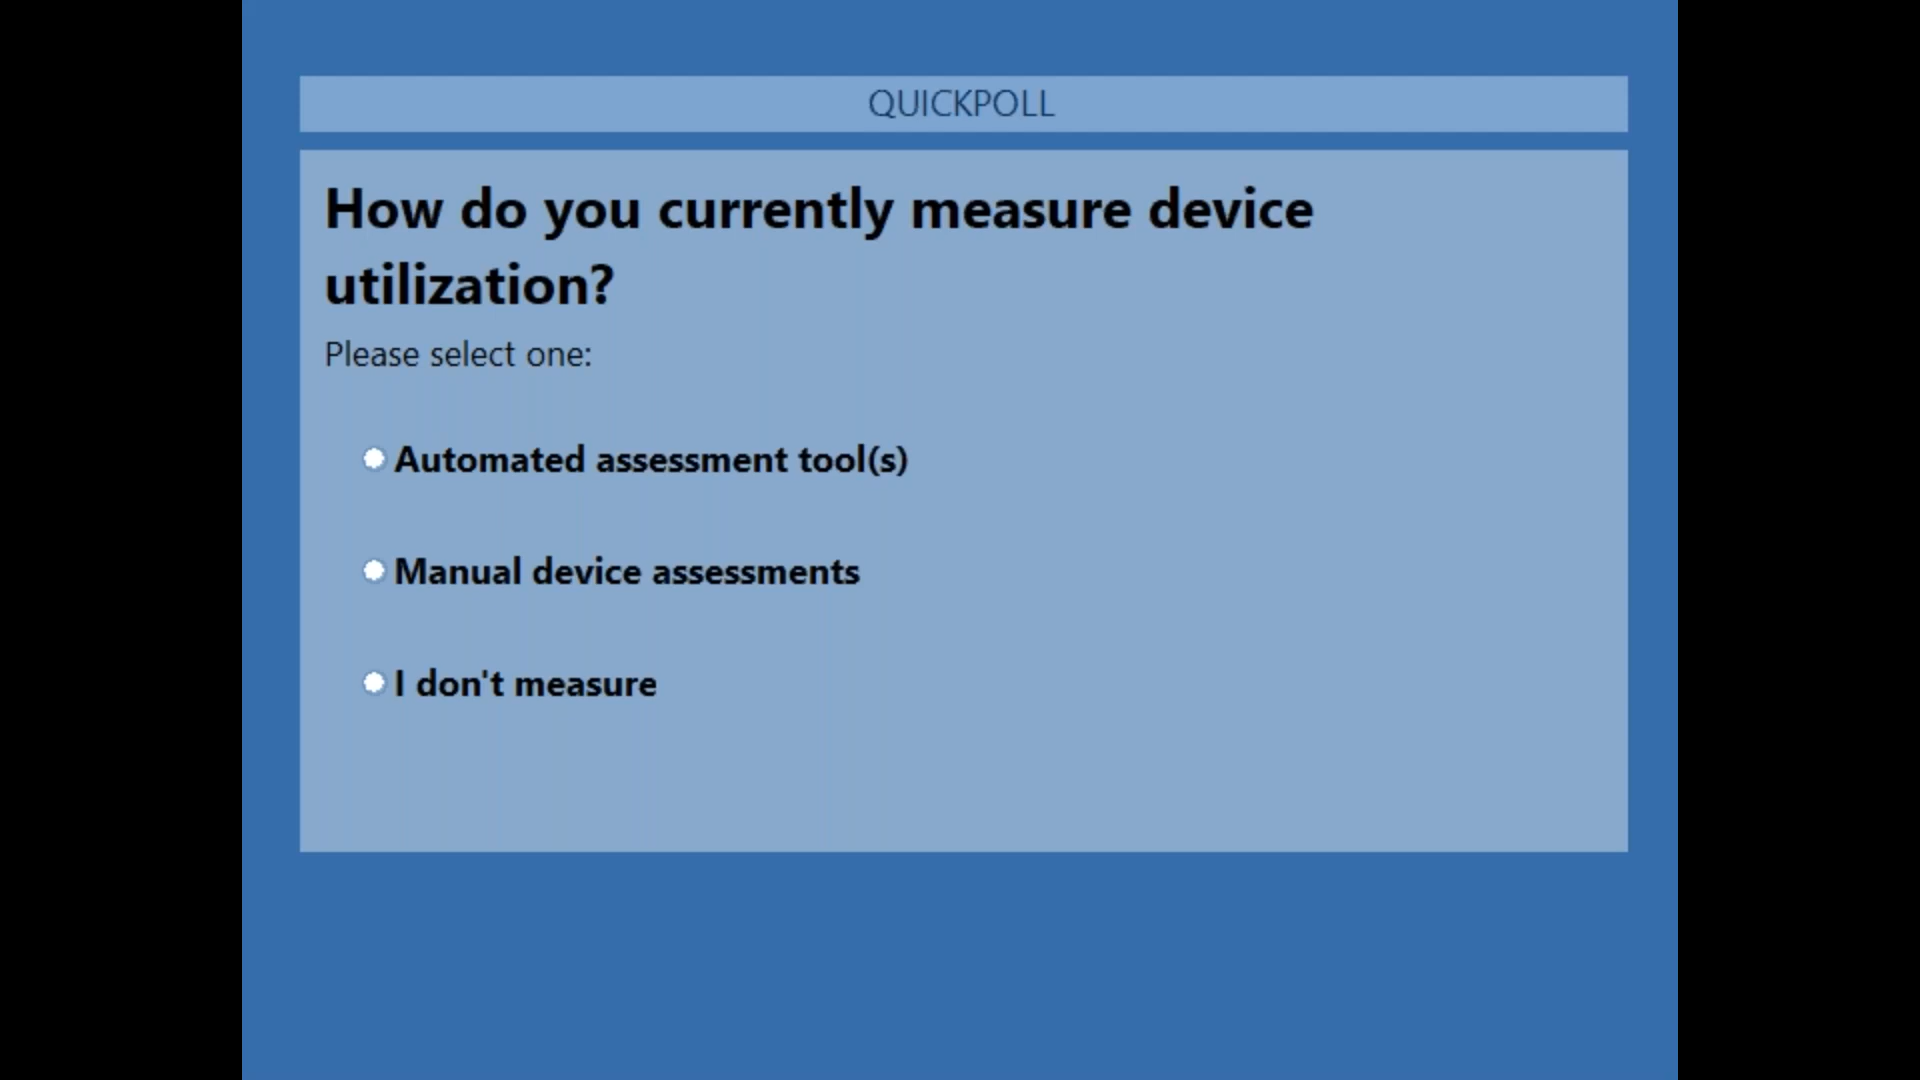 QUICKPOLL
How do you currently measure device
utilization?
Please select one:
Automated assessment tool(s)
Manual device assessments
I don't measure